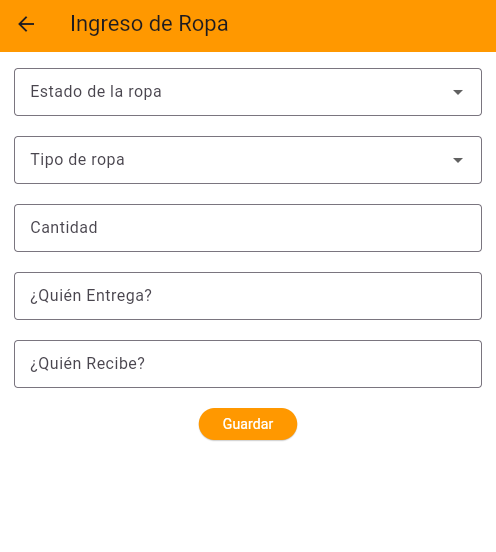 Ingreso de Ropa
Estado de la ropa
Tipo de ropa
Cantidad
¿Quién Entrega?
¿Quién Recibe?
Guardar